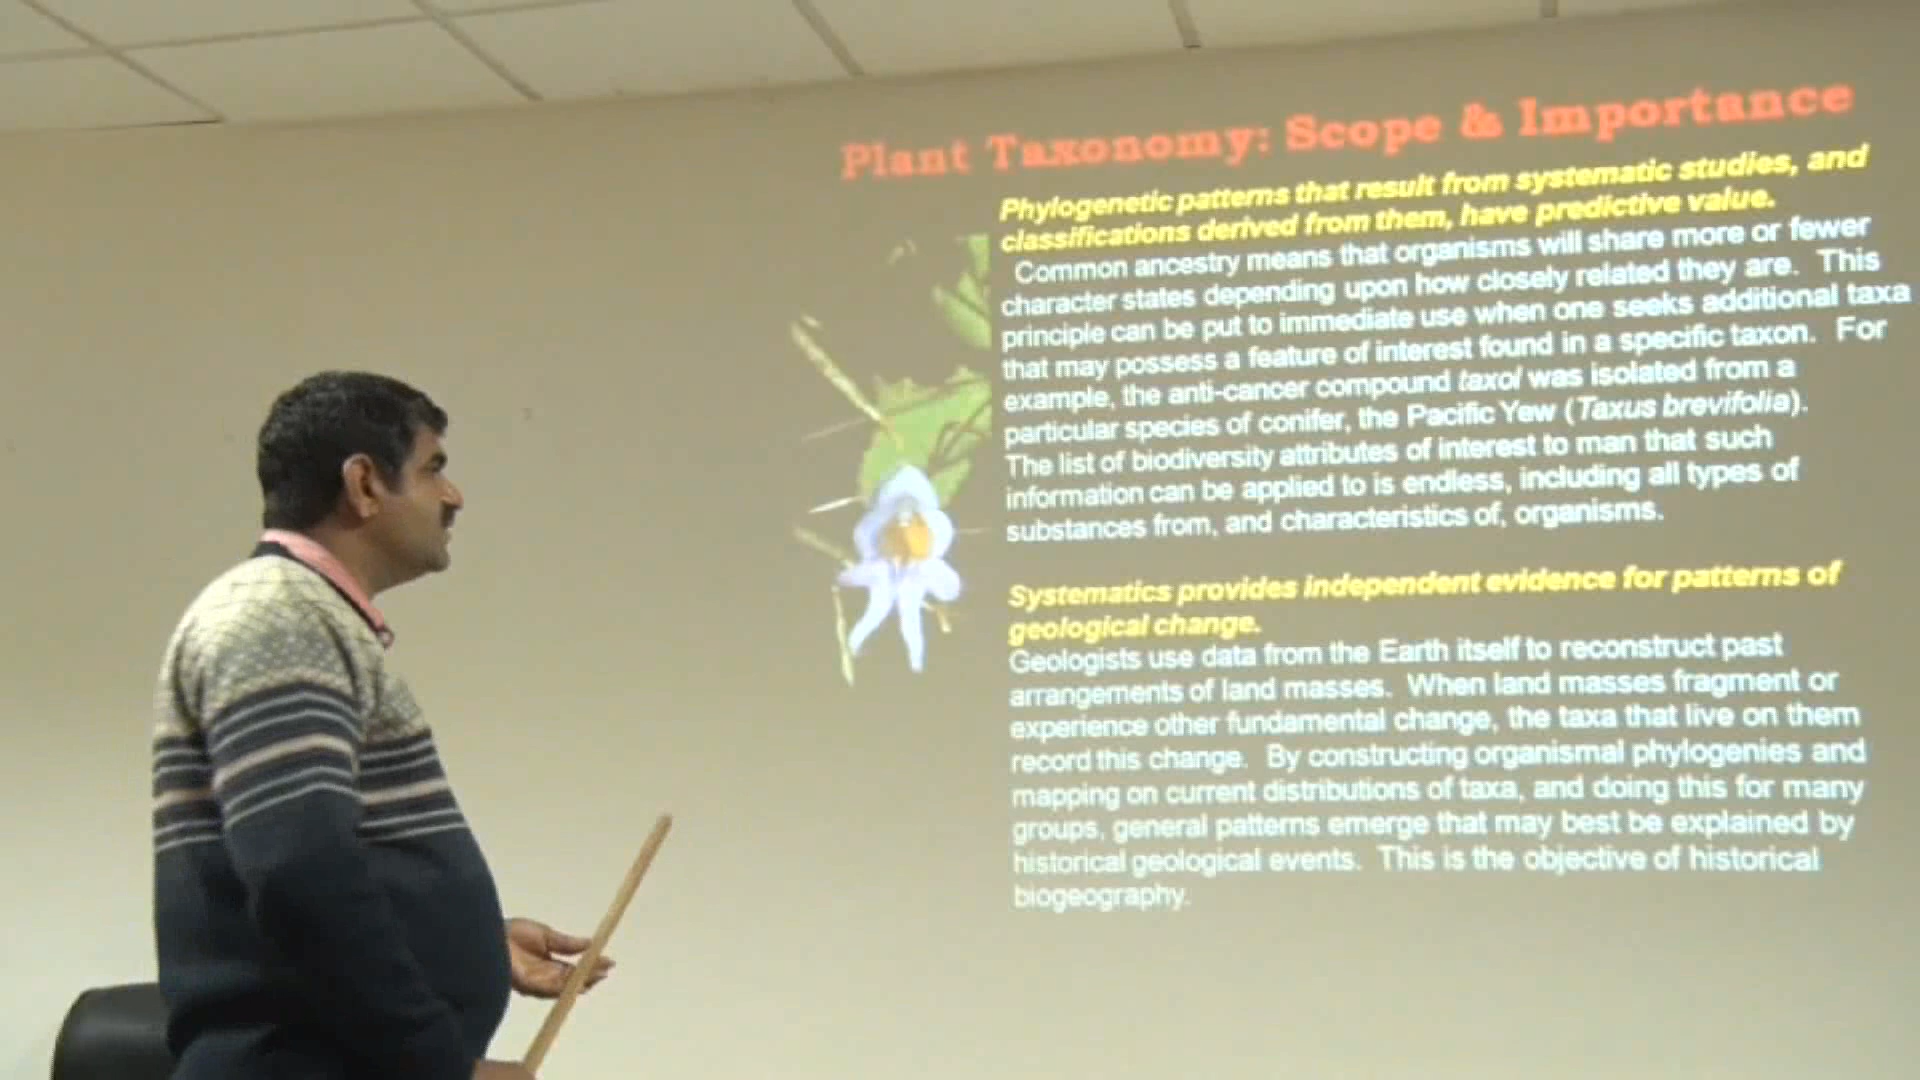 Plant Taxonomy: Scope & Importance
Phylogenetic patterns that result from systematic studies, and
classifications derived from them, have predictive value.
Common ancestry means that organisms will share more or fewer
character states depending upon how closely related they are. This
principle can be put to immediate use when one seeks additional taxa
that may possess a feature of interest found in a specific taxon. For
example, the anti-cancer compound taxol was isolated from a
particular species of conifer, the Pacific Yew (Taxus brevifolia).
The list of biodiversity attributes of interest to man that such
information can be applied to is endless, including all types of
substances from, and characteristics of, organisms.
Systematics provides independent evidence for patterns of
geological change.
Geologists use data from the Earth itself to reconstruct past
arrangements of land masses. When land masses fragment or
experience other fundamental change, the taxa that live on them
record this change. By constructing organismal phylogenies and
mapping on current distributions of taxa, and doing this for many
groups, general patterns emerge that may best be explained by
historical geological events. This is the objective of historical
biogeography.